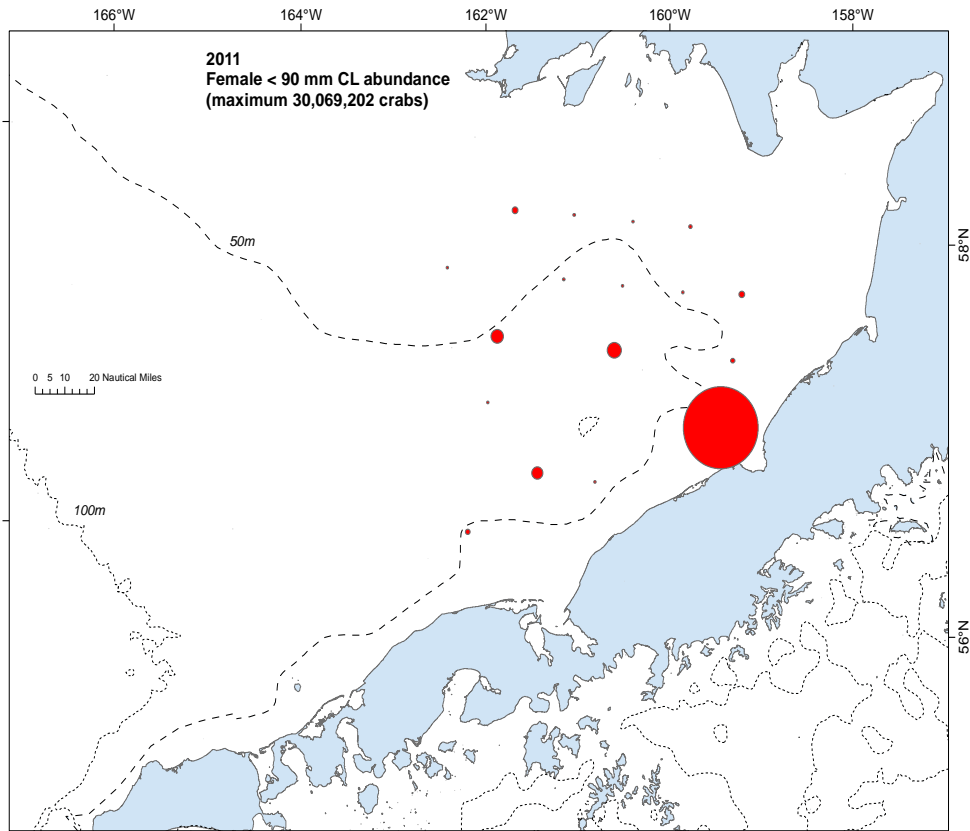 166°W 164°W 162°W 160°W 158°W
2011
Female < 90 mm CL abundance
(maximum 30,069,202 crabs)
50m
58°N
0 5 10 20 Nautical Miles
100m
56°N